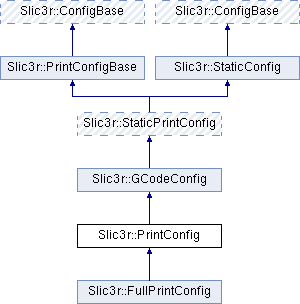 Slic3r::ConfigBase
Slic3r::ConfigBase
Slic3r::PrintConfigBase
Slic3r::StaticConfig
Slic3r::StaticPrintConfig
Slic3r::GCodeConfig
Slic3r::PrintConfig
Slic3r::FullPrintConfig